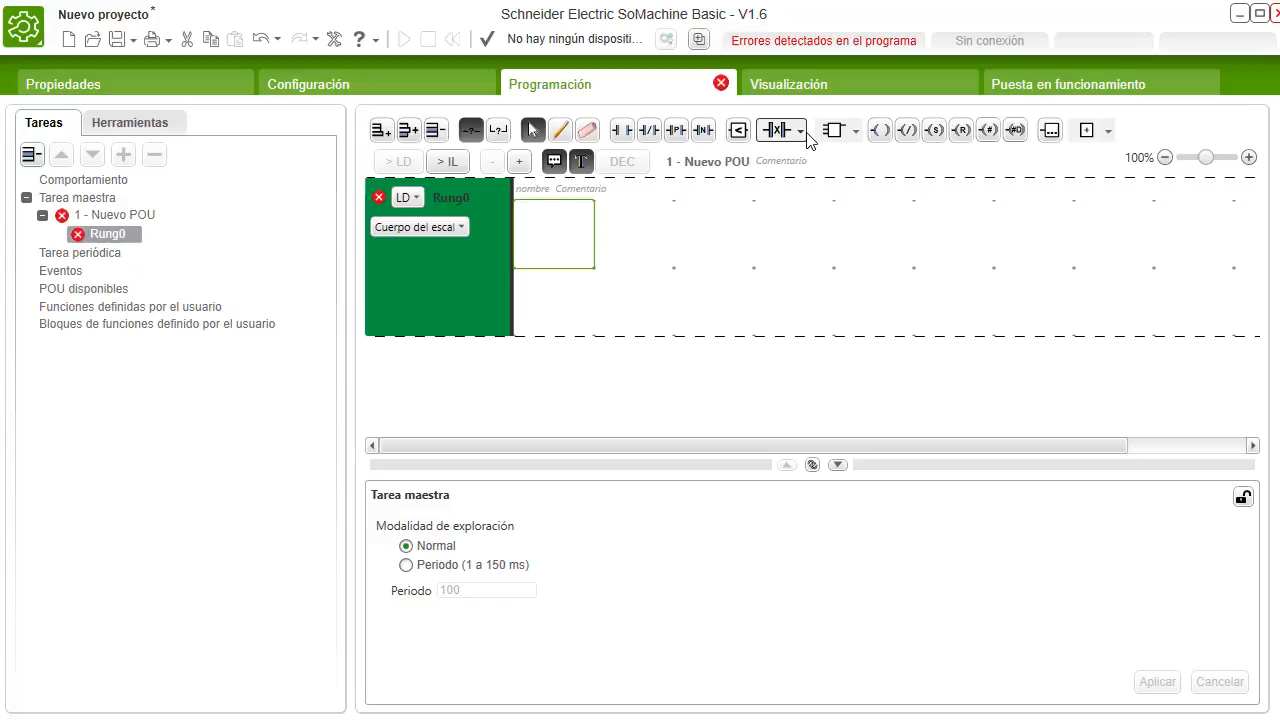 Nuevo proyecto *
Schneider Electric SoMachine Basic - V1.6
No hay ningún dispositi...
Errores detectados en el programa
Sin conexión
Propiedades
Configuración
Programación
Visualización
Puesta en funcionamiento
Tareas
Herramientas
Comportamiento
Tarea maestra
1 - Nuevo POU
Rung0
Tarea periódica
Eventos
POU disponibles
Funciones definidas por el usuario
Bloques de funciones definido por el usuario
> LD
> IL
-
+
T
DEC
1 - Nuevo POU Comentario
100%
LD
Rung0
nombre Comentario
Cuerpo del escal
Tarea maestra
Modalidad de exploración
Normal
Periodo (1 a 150 ms)
Periodo 100
Aplicar
Cancelar